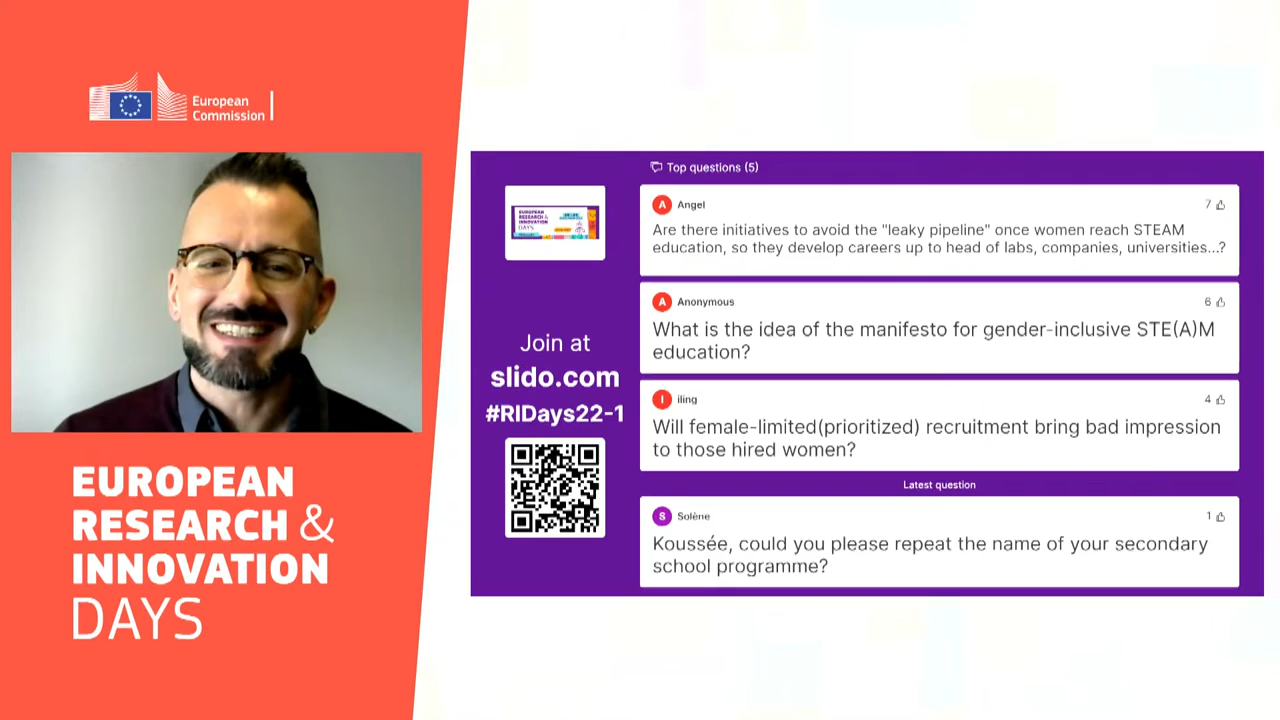 European
Commission
EUROPEAN
RESEARCH &
INNOVATION
DAYS
EUROPEAN
RESEARCH &
INNOVATION
DAYS
Join at
slido.com
#RIDays22-1
Top questions (5)
A Angel 7
Are there initiatives to avoid the "leaky pipeline" once women reach STEAM
education, so they develop careers up to head of labs, companies, universities...?
A Anonymous 6
What is the idea of the manifesto for gender-inclusive STE(A)M
education?
I iling 4
Will female-limited(prioritized) recruitment bring bad impression
to those hired women?
Latest question
S Solène 1
Koussée, could you please repeat the name of your secondary
school programme?